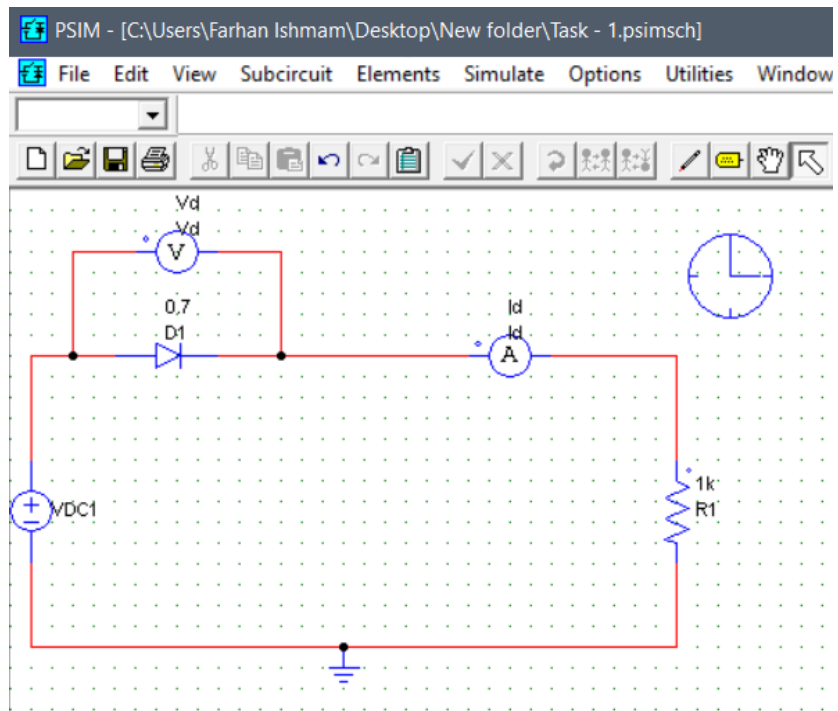 PSIM - [C:\Users\Farhan Ishmam\Desktop\New folder\Task - 1.psimsch]
File Edit View Subcircuit Elements Simulate Options Utilities Window
Vd
Vd
V
0.7
D1
Id
Id
A
VDC1
1k
R1